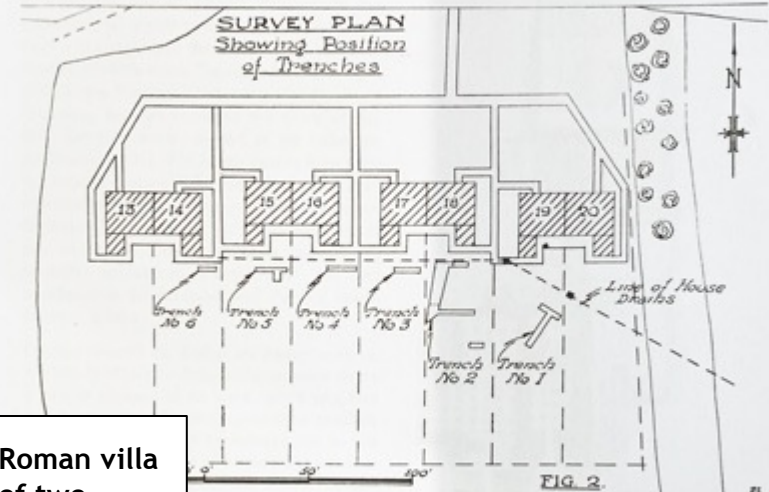 SURVEY PLAN
Showing Position
of Trenches
N
13 14 15 16 17 18 19 20
Line of House
Drains
Trench
No 6
Trench
No 5
Trench
No 4
Trench
No 3
Trench
No 2
Trench
No 1
0' 50' 100'
FIG. 2.
Roman villa
of two